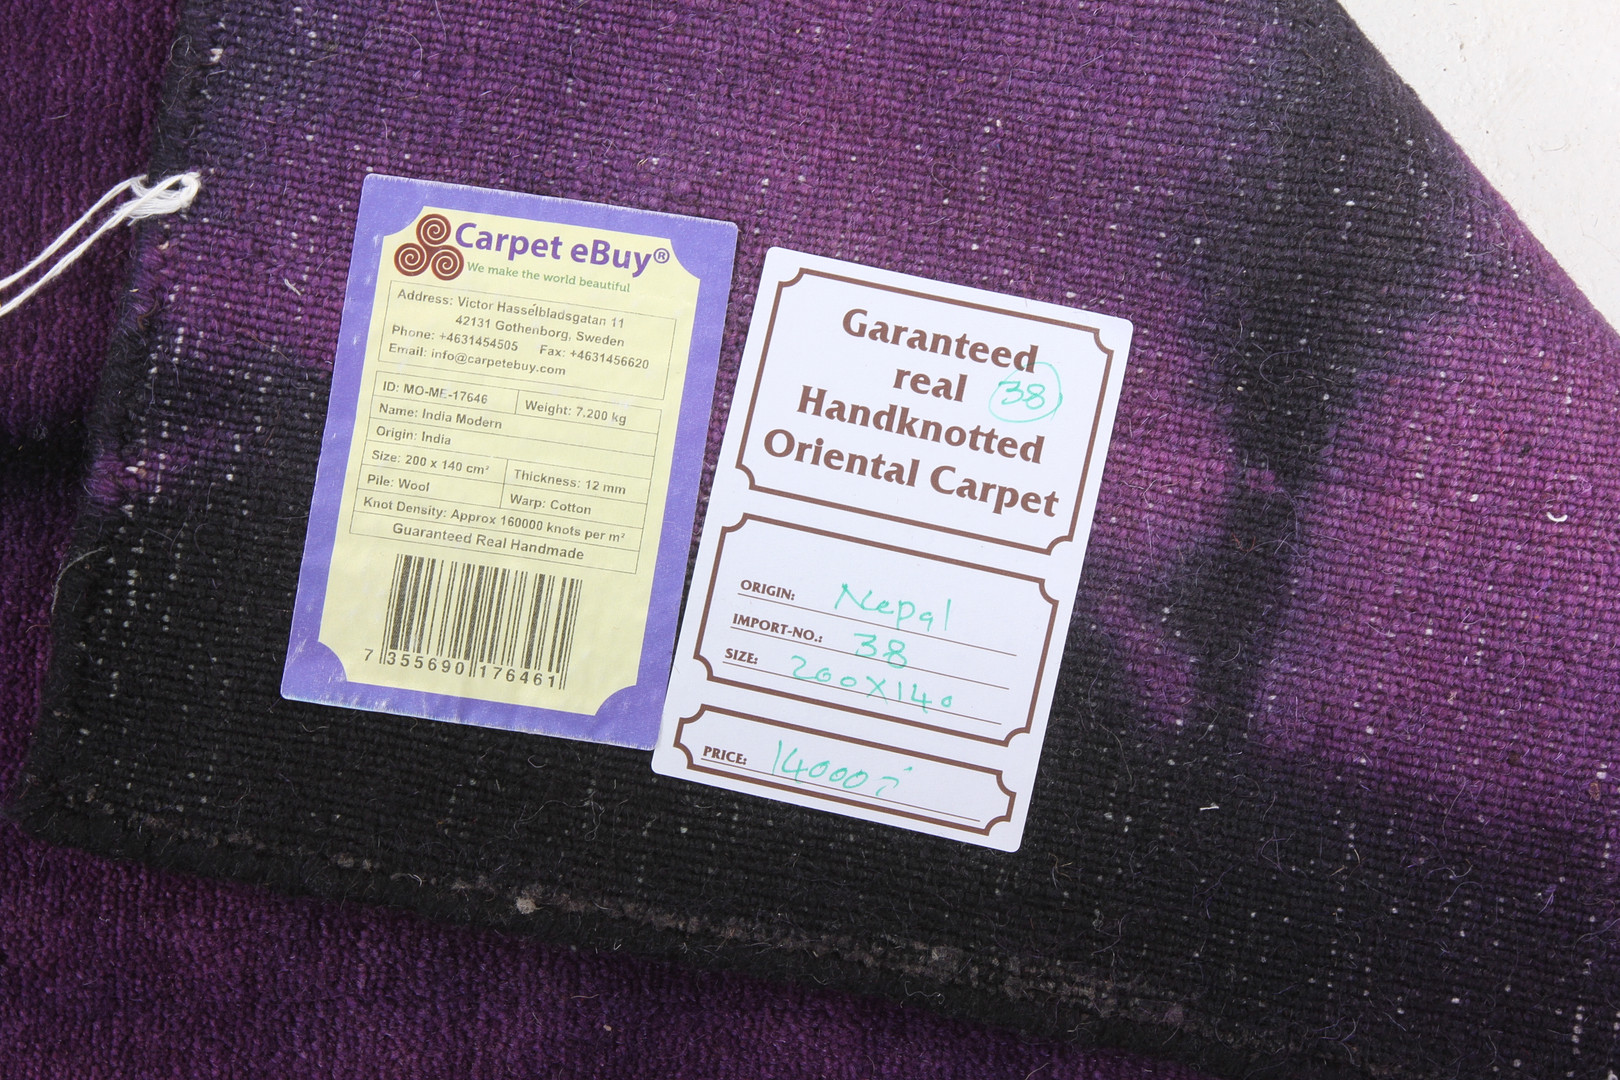 Carpet eBuy®
We make the world beautiful
Address: Victor Hasselbladsgatan 11
42131 Gothenborg, Sweden
Phone: +4631454505 Fax: +4631456620
Email: info@carpetebuy.com
ID: MO-ME-17646 Weight: 7.200 kg
Name: India Modern
Origin: India
Size: 200 x 140 cm² Thickness: 12 mm
Pile: Wool Warp: Cotton
Knot Density: Approx 160000 knots per m²
Guaranteed Real Handmade
7 355690 176461
Garanteed
real 38
Handknotted
Oriental Carpet
ORIGIN: Nepal
IMPORT-NO.: 38
SIZE: 200X140
PRICE: 14000